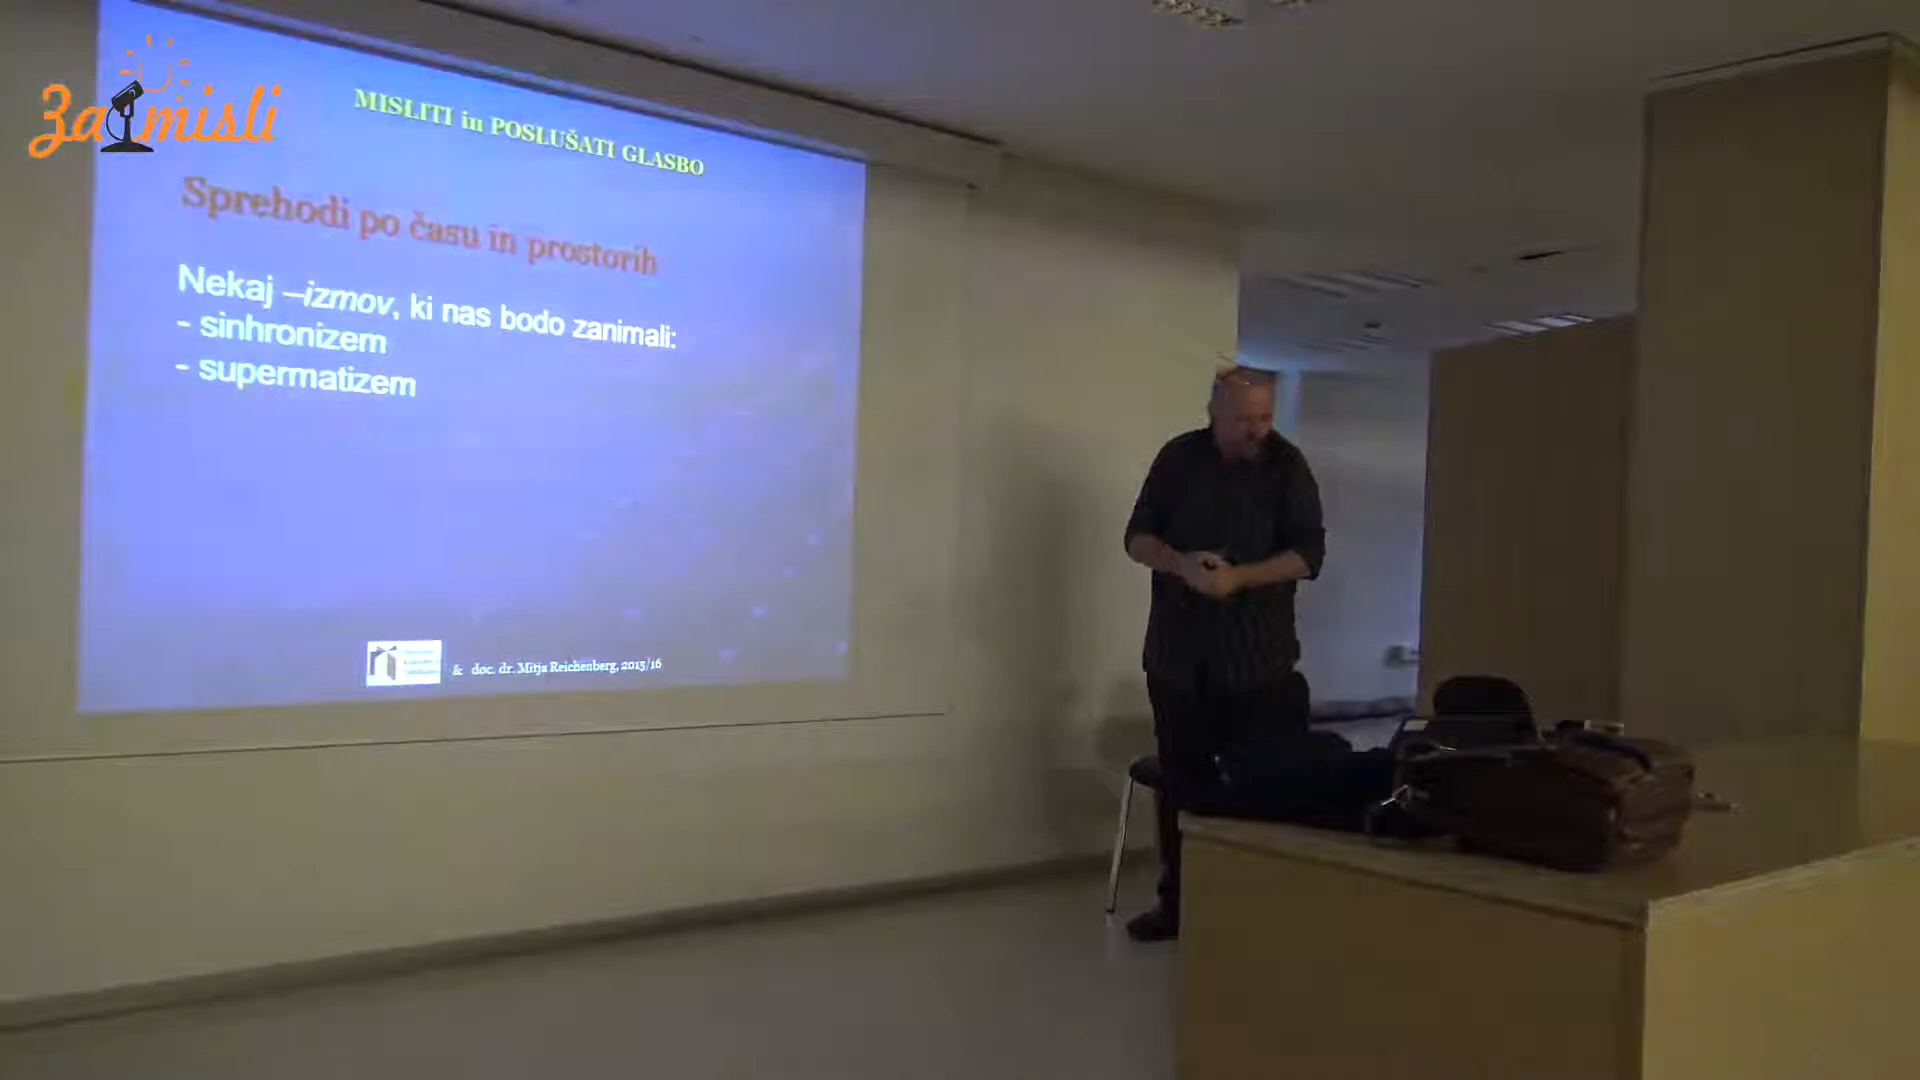 Za misli
MISLITI in POSLUŠATI GLASBO
Sprehodi po času in prostorih
Nekaj –izmov, ki nas bodo zanimali:
- sinhronizem
- supermatizem
& doc. dr. Mitja Reichenberg, 2015/16